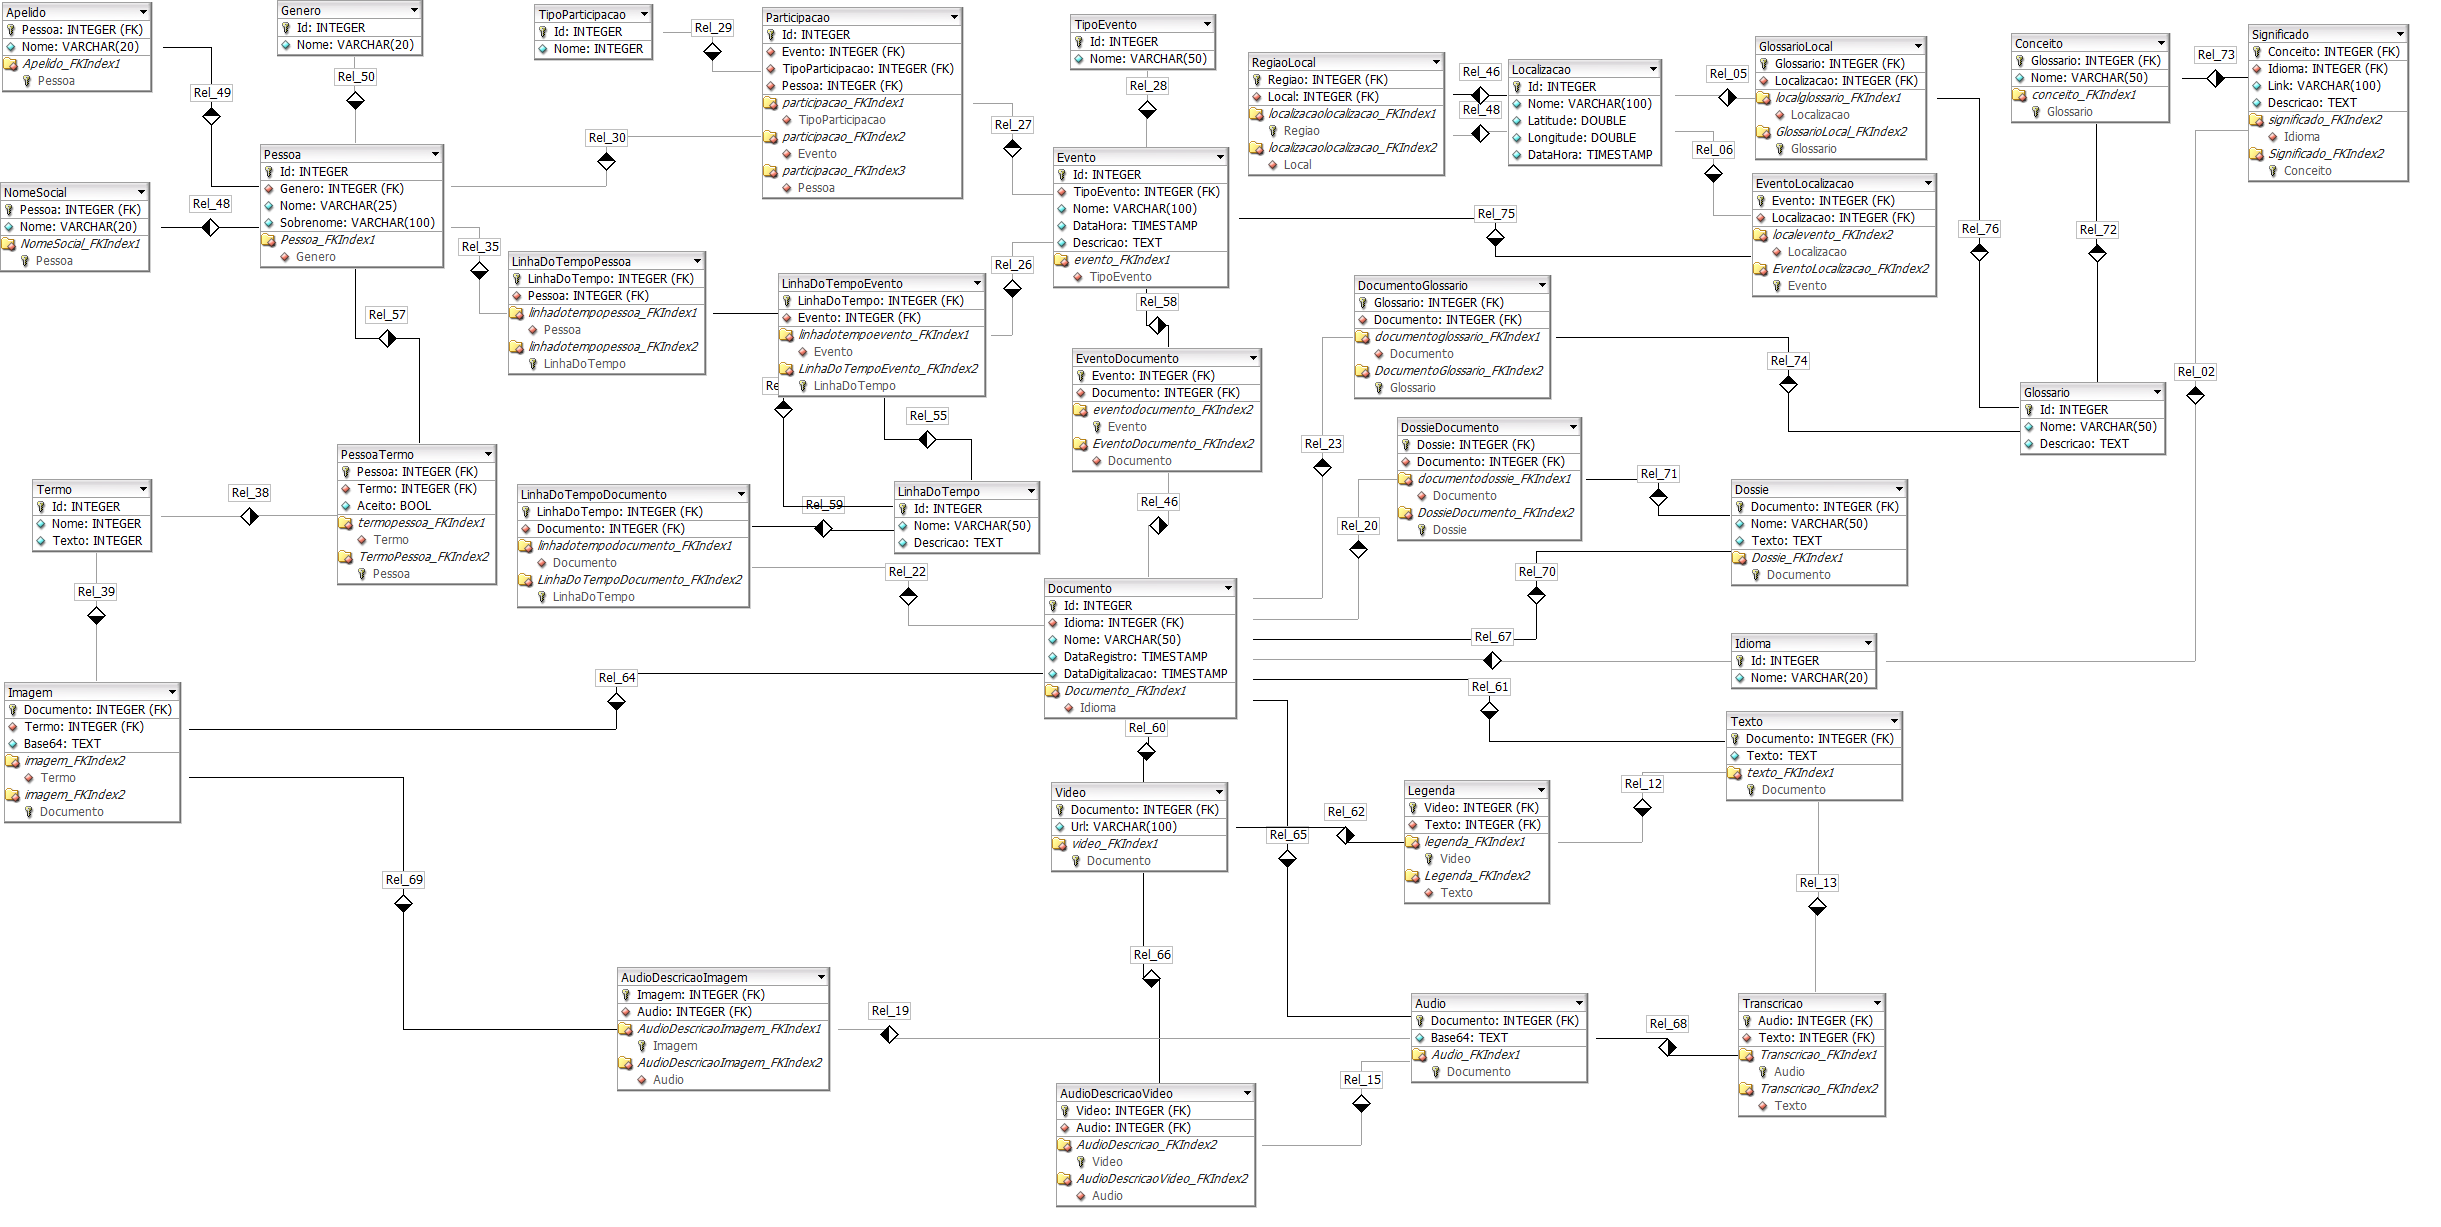 Apelido
Pessoa: INTEGER (FK)
Nome: VARCHAR(20)
Apelido_FKIndex1
Pessoa
Genero
Id: INTEGER
Nome: VARCHAR(20)
TipoParticipacao
Id: INTEGER
Nome: INTEGER
Participacao
Id: INTEGER
Evento: INTEGER (FK)
TipoParticipacao: INTEGER (FK)
Pessoa: INTEGER (FK)
participacao_FKIndex1
TipoParticipacao
participacao_FKIndex2
Evento
participacao_FKIndex3
Pessoa
TipoEvento
Id: INTEGER
Nome: VARCHAR(50)
RegiaoLocal
Regiao: INTEGER (FK)
Local: INTEGER (FK)
localizacaolocalizacao_FKIndex1
Regiao
localizacaolocalizacao_FKIndex2
Local
Localizacao
Id: INTEGER
Nome: VARCHAR(100)
Latitude: DOUBLE
Longitude: DOUBLE
DataHora: TIMESTAMP
GlossarioLocal
Glossario: INTEGER (FK)
Localizacao: INTEGER (FK)
localglossario_FKIndex1
Localizacao
GlossarioLocal_FKIndex2
Glossario
Conceito
Glossario: INTEGER (FK)
Nome: VARCHAR(50)
conceito_FKIndex1
Glossario
Significado
Conceito: INTEGER (FK)
Idioma: INTEGER (FK)
Link: VARCHAR(100)
Descricao: TEXT
significado_FKIndex2
Idioma
Significado_FKIndex2
Conceito
Rel_29
Rel_50
Rel_49
Rel_30
Rel_27
Rel_28
Rel_46
Rel_48
Rel_05
Rel_06
Rel_73
Pessoa
Id: INTEGER
Genero: INTEGER (FK)
Nome: VARCHAR(25)
Sobrenome: VARCHAR(100)
Pessoa_FKIndex1
Genero
NomeSocial
Pessoa: INTEGER (FK)
Nome: VARCHAR(20)
NomeSocial_FKIndex1
Pessoa
Rel_48
Rel_35
Evento
Id: INTEGER
TipoEvento: INTEGER (FK)
Nome: VARCHAR(100)
DataHora: TIMESTAMP
Descricao: TEXT
evento_FKIndex1
TipoEvento
EventoLocalizacao
Evento: INTEGER (FK)
Localizacao: INTEGER (FK)
localevento_FKIndex2
Localizacao
EventoLocalizacao_FKIndex2
Evento
Rel_75
Rel_76
Rel_72
Rel_26
LinhaDoTempoPessoa
LinhaDoTempo: INTEGER (FK)
Pessoa: INTEGER (FK)
linhadotempopessoa_FKIndex1
Pessoa
linhadotempopessoa_FKIndex2
LinhaDoTempo
LinhaDoTempoEvento
LinhaDoTempo: INTEGER (FK)
Evento: INTEGER (FK)
linhadotempoevento_FKIndex1
Evento
LinhaDoTempoEvento_FKIndex2
LinhaDoTempo
Rel_57
Rel_58
DocumentoGlossario
Glossario: INTEGER (FK)
Documento: INTEGER (FK)
documentoglossario_FKIndex1
Documento
DocumentoGlossario_FKIndex2
Glossario
EventoDocumento
Evento: INTEGER (FK)
Documento: INTEGER (FK)
eventodocumento_FKIndex2
Evento
EventoDocumento_FKIndex2
Documento
Rel_74
Rel_02
Rel_55
Glossario
Id: INTEGER
Nome: VARCHAR(50)
Descricao: TEXT
DossieDocumento
Dossie: INTEGER (FK)
Documento: INTEGER (FK)
documentodossie_FKIndex1
Documento
DossieDocumento_FKIndex2
Dossie
Rel_23
Rel_71
PessoaTermo
Pessoa: INTEGER (FK)
Termo: INTEGER (FK)
Aceito: BOOL
termopessoa_FKIndex1
Termo
TermoPessoa_FKIndex2
Pessoa
Termo
Id: INTEGER
Nome: INTEGER
Texto: INTEGER
Rel_38
LinhaDoTempoDocumento
LinhaDoTempo: INTEGER (FK)
Documento: INTEGER (FK)
linhadotempodocumento_FKIndex1
Documento
LinhaDoTempoDocumento_FKIndex2
LinhaDoTempo
Rel_59
LinhaDoTempo
Id: INTEGER
Nome: VARCHAR(50)
Descricao: TEXT
Rel_46
Rel_20
Dossie
Documento: INTEGER (FK)
Nome: VARCHAR(50)
Texto: TEXT
Dossie_FKIndex1
Documento
Rel_39
Rel_22
Rel_70
Documento
Id: INTEGER
Idioma: INTEGER (FK)
Nome: VARCHAR(50)
DataRegistro: TIMESTAMP
DataDigitalizacao: TIMESTAMP
Documento_FKIndex1
Idioma
Rel_67
Idioma
Id: INTEGER
Nome: VARCHAR(20)
Rel_64
Rel_61
Imagem
Documento: INTEGER (FK)
Termo: INTEGER (FK)
Base64: TEXT
imagem_FKIndex2
Termo
imagem_FKIndex2
Documento
Rel_60
Texto
Documento: INTEGER (FK)
Texto: TEXT
texto_FKIndex1
Documento
Video
Documento: INTEGER (FK)
Url: VARCHAR(100)
video_FKIndex1
Documento
Legenda
Video: INTEGER (FK)
Texto: INTEGER (FK)
legenda_FKIndex1
Video
Legenda_FKIndex2
Texto
Rel_12
Rel_62
Rel_65
Rel_69
Rel_13
Rel_66
AudioDescricaoImagem
Imagem: INTEGER (FK)
Audio: INTEGER (FK)
AudioDescricaoImagem_FKIndex1
Imagem
AudioDescricaoImagem_FKIndex2
Audio
Rel_19
Audio
Documento: INTEGER (FK)
Base64: TEXT
Audio_FKIndex1
Documento
Rel_68
Transcricao
Audio: INTEGER (FK)
Texto: INTEGER (FK)
Transcricao_FKIndex1
Audio
Transcricao_FKIndex2
Texto
Rel_15
AudioDescricaoVideo
Video: INTEGER (FK)
Audio: INTEGER (FK)
AudioDescricao_FKIndex2
Video
AudioDescricaoVideo_FKIndex2
Audio